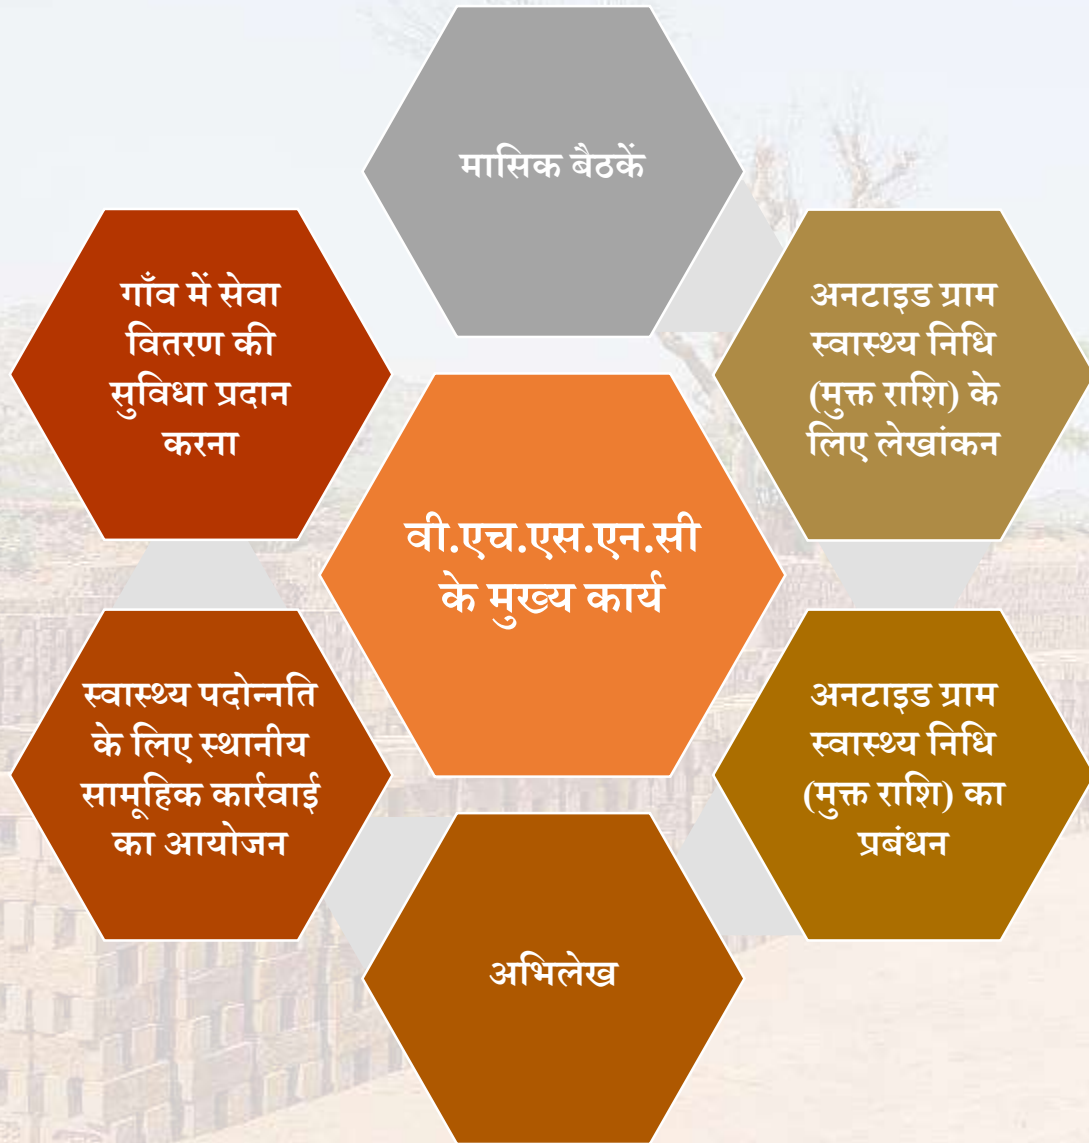 मासिक बैठकें
गाँव में सेवा
वितरण की
सुविधा प्रदान
करना
अनटाइड ग्राम
स्वास्थ्य निधि
(मुक्त राशि) के
लिए लेखांकन
वी.एच.एस.एन.सी
के मुख्य कार्य
स्वास्थ्य पदोन्नति
के लिए स्थानीय
सामूहिक कार्रवाई
का आयोजन
अनटाइड ग्राम
स्वास्थ्य निधि
(मुक्त राशि) का
प्रबंधन
अभिलेख